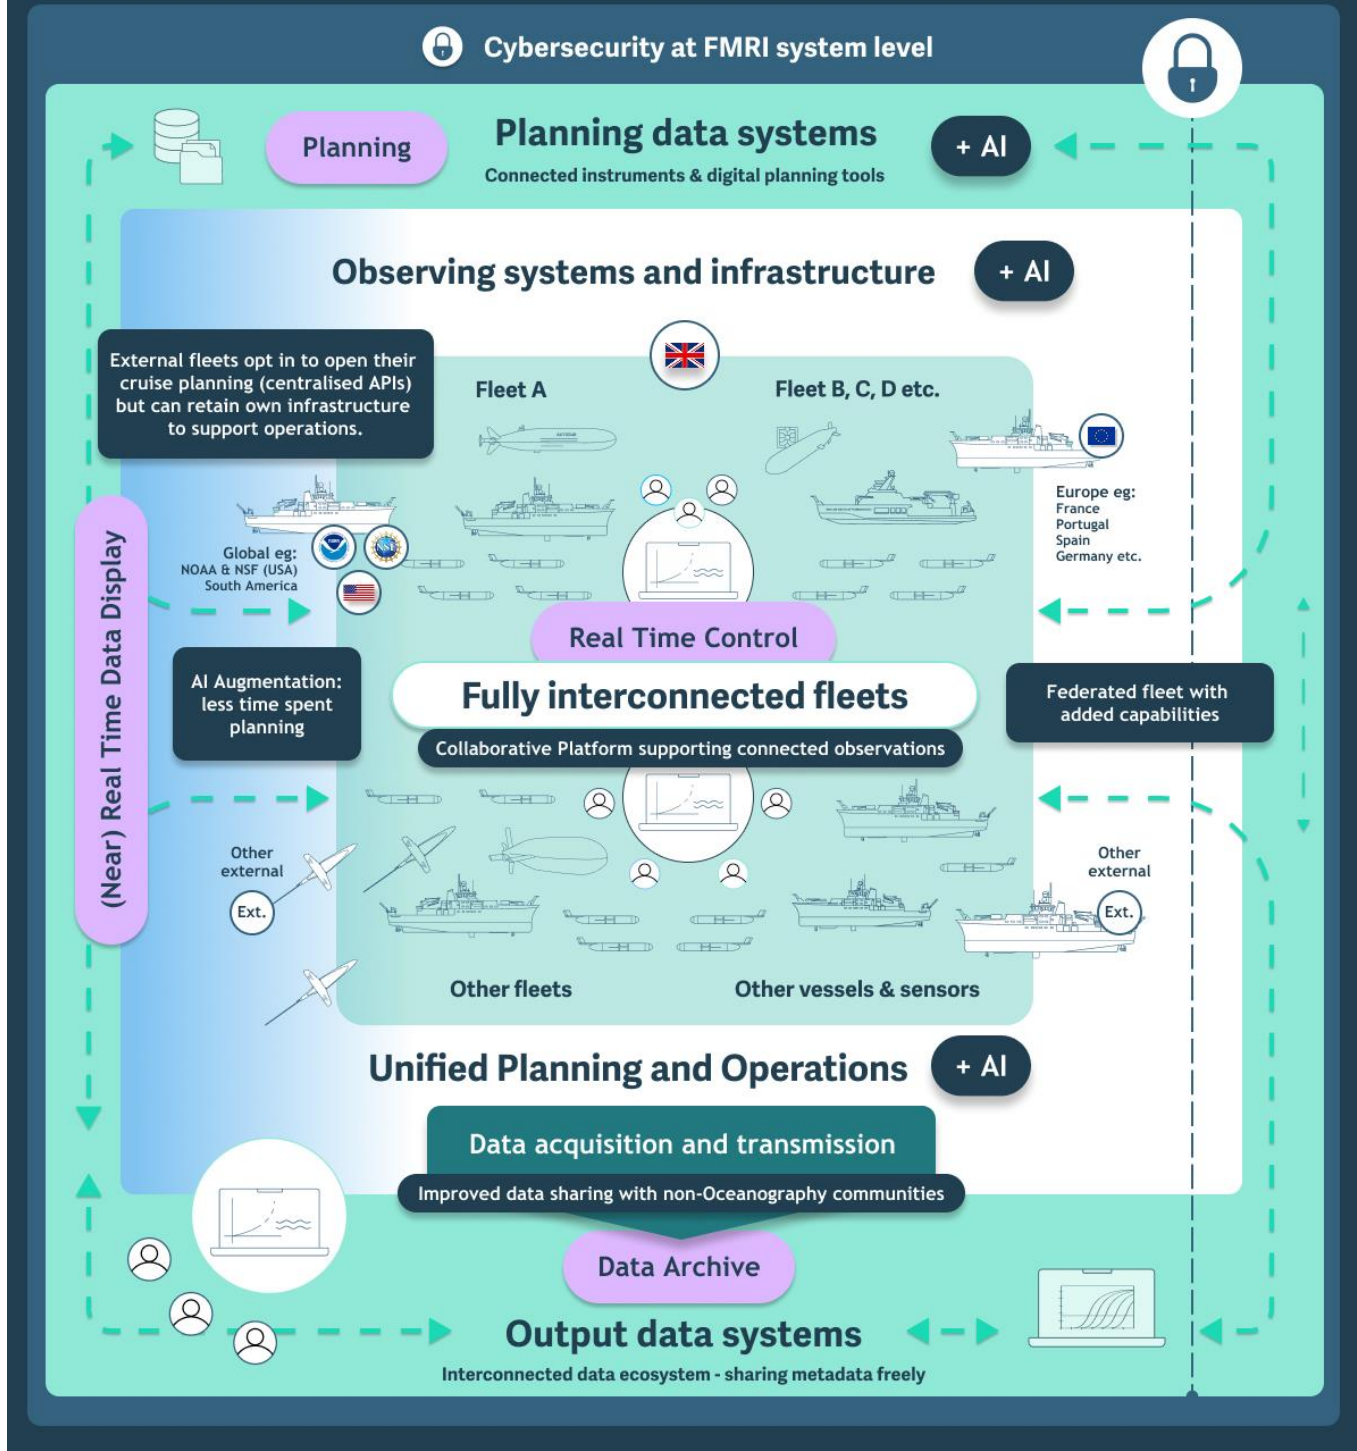 Cybersecurity at FMRI system level
Planning
Planning data systems
+ AI
Connected instruments & digital planning tools
Observing systems and infrastructure
+ AI
External fleets opt in to open their
cruise planning (centralised APIs)
but can retain own infrastructure
to support operations.
Fleet A
Fleet B, C, D etc.
Europe eg:
France
Portugal
Spain
Germany etc.
Global eg:
NOAA & NSF (USA)
South America
(Near) Real Time Data Display
Real Time Control
AI Augmentation:
less time spent
planning
Fully interconnected fleets
Collaborative Platform supporting connected observations
Federated fleet with
added capabilities
Other
external
Ext.
Other
external
Ext.
Other fleets
Other vessels & sensors
Unified Planning and Operations
+ AI
Data acquisition and transmission
Improved data sharing with non-Oceanography communities
Data Archive
Output data systems
Interconnected data ecosystem - sharing metadata freely